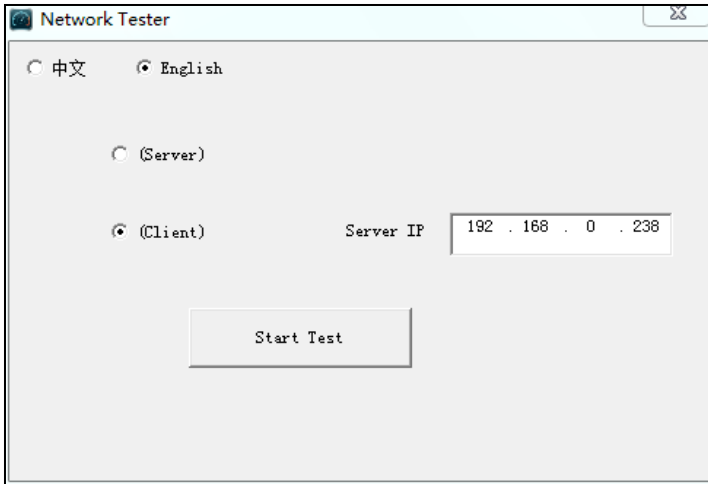 Network Tester
中文 English
(Server)
(Client) Server IP 192 . 168 . 0 . 238
Start Test